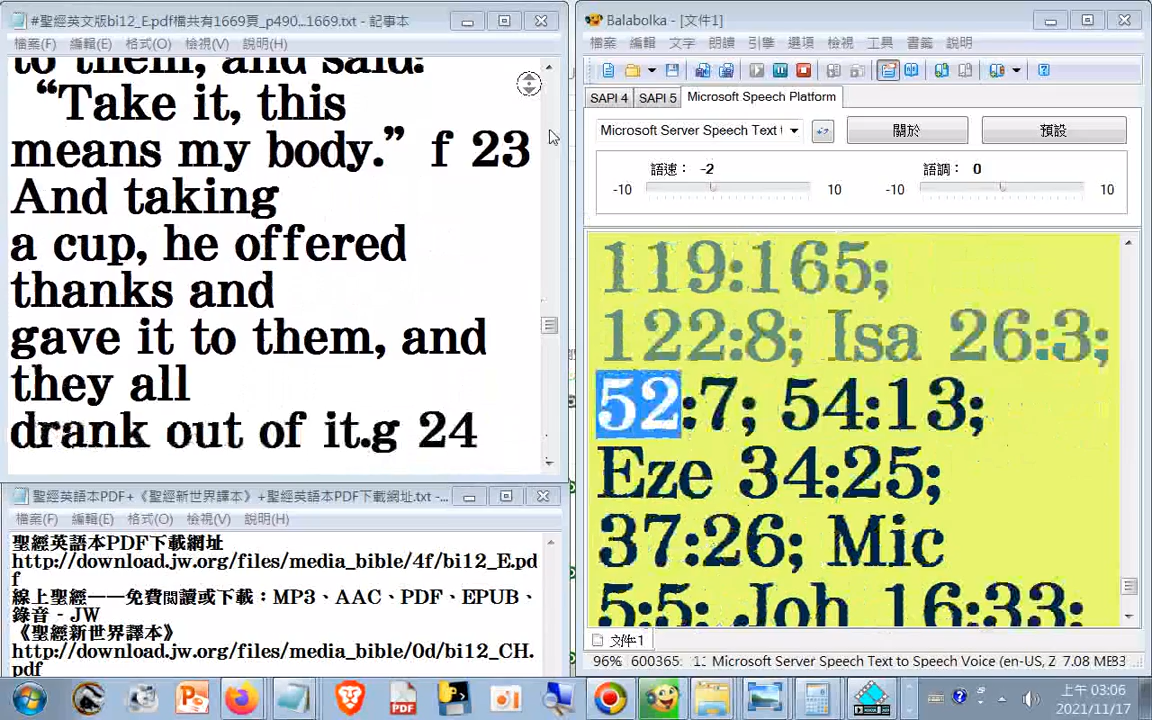 #聖經英文版bi12_E.pdf檔共有1669頁_p490...1669.txt - 記事本
檔案(F) 編輯(E) 格式(O) 檢視(V) 說明(H)
to them, and said:
“Take it, this
means my body.” f 23
And taking
a cup, he offered
thanks and
gave it to them, and
they all
drank out of it.g 24
聖經英語本PDF+《聖經新世界譯本》+聖經英語本PDF下載網址.txt -...
檔案(F) 編輯(E) 格式(O) 檢視(V) 說明(H)
聖經英語本PDF下載網址
http://download.jw.org/files/media_bible/4f/bi12_E.pd
f
線上聖經——免費閱讀或下載：MP3、AAC、PDF、EPUB、
錄音 - JW
《聖經新世界譯本》
http://download.jw.org/files/media_bible/0d/bi12_CH.
pdf
Balabolka - [文件1]
檔案 編輯 文字 朗讀 引擎 選項 檢視 工具 書籤 說明
SAPI 4 SAPI 5 Microsoft Speech Platform
Microsoft Server Speech Text 關於 預設
語速： -2 語調： 0
-10 10 -10 10
119:165;
122:8; Isa 26:3;
52:7; 54:13;
Eze 34:25;
37:26; Mic
5:5; Joh 16:33;
文件1
96% 600365: Microsoft Server Speech Text to Speech Voice (en-US, Z 7.08 MB
上午 03:06
2021/11/17